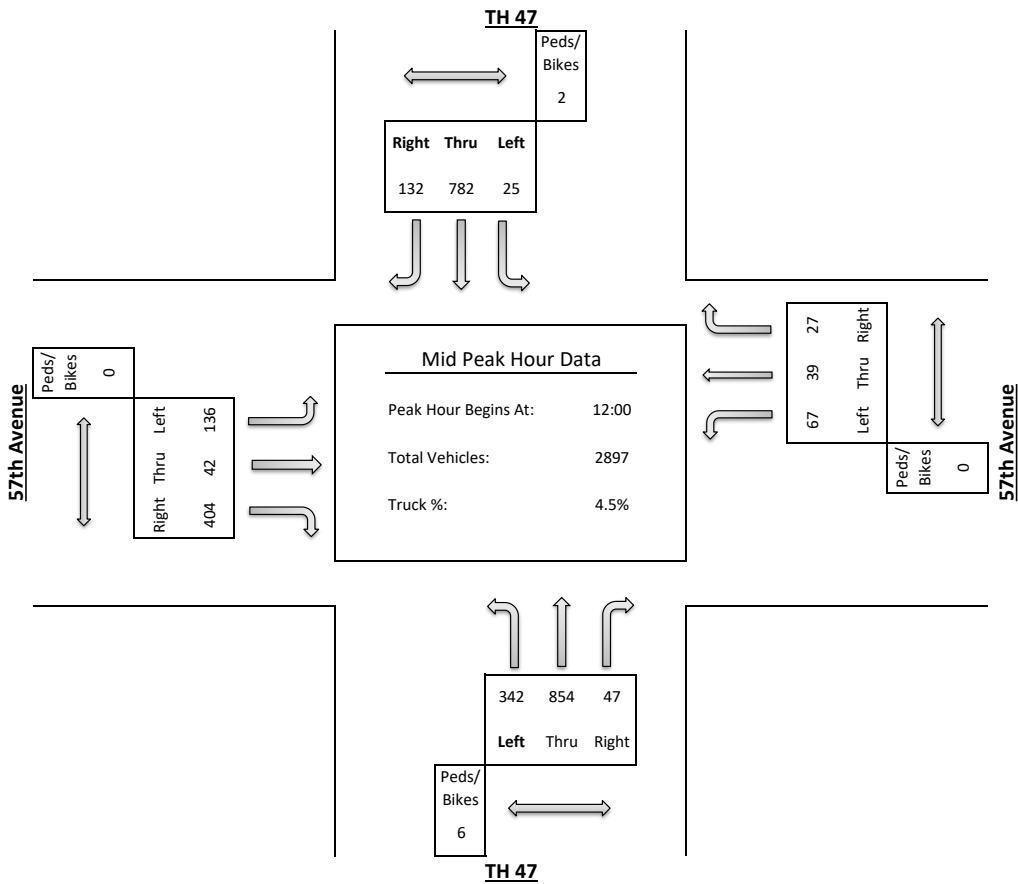 TH 47
Peds/
Bikes
2
Right Thru Left
132 782 25
57th Avenue
Peds/
Bikes
0
Left 136
Thru 42
Right 404
Mid Peak Hour Data
Peak Hour Begins At: 12:00
Total Vehicles: 2897
Truck %: 4.5%
27 Right
39 Thru
67 Left
Peds/
Bikes
0
57th Avenue
342 854 47
Left Thru Right
Peds/
Bikes
6
TH 47